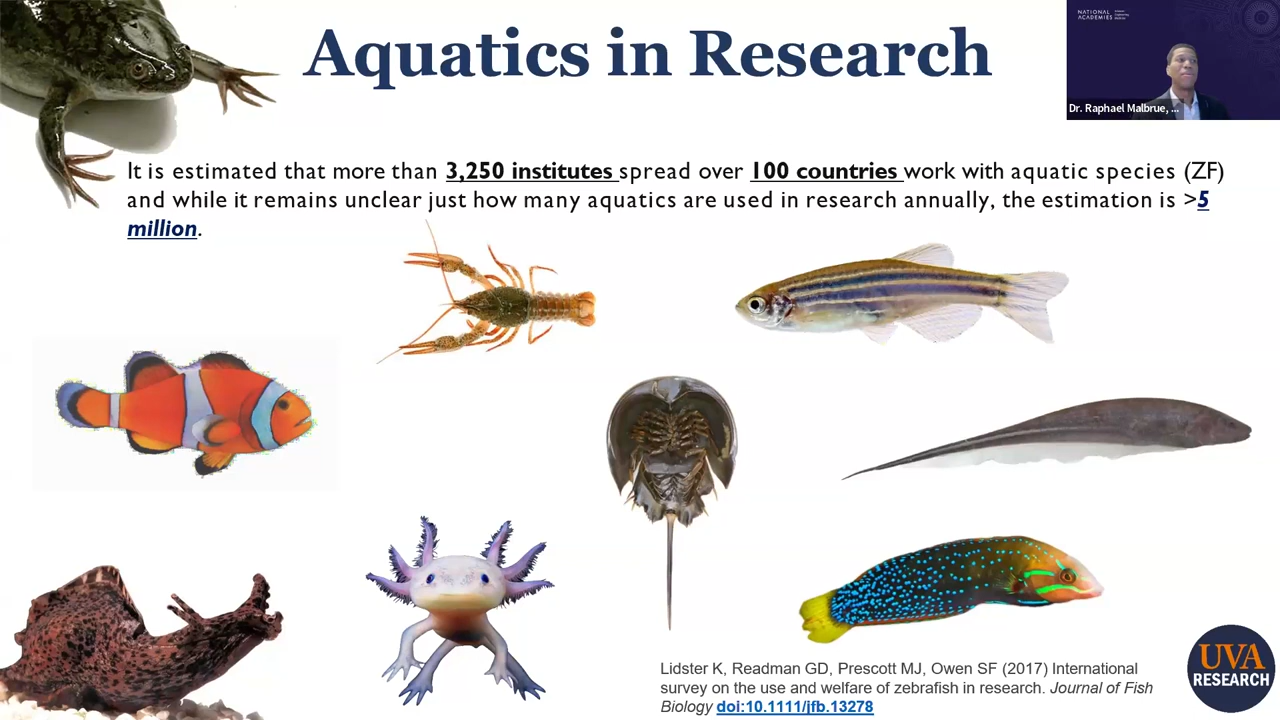 Aquatics in Research
NATIONAL
ACADEMIES
Dr. Raphael Malbrue, ...
It is estimated that more than 3,250 institutes spread over 100 countries work with aquatic species (ZF)
and while it remains unclear just how many aquatics are used in research annually, the estimation is >5
million.
Lidster K, Readman GD, Prescott MJ, Owen SF (2017) International
survey on the use and welfare of zebrafish in research. Journal of Fish
Biology doi:10.1111/jfb.13278
UVA
RESEARCH